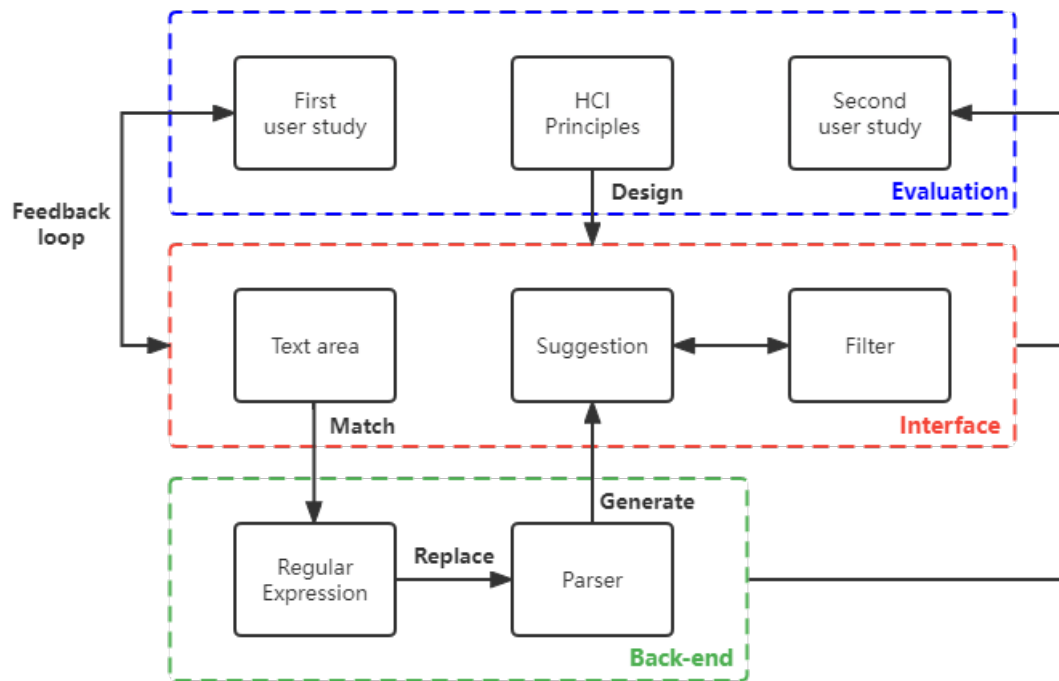 First
user study
HCI
Principles
Second
user study
Design
Evaluation
Feedback
loop
Text area
Suggestion
Filter
Match
Interface
Generate
Regular
Expression
Replace
Parser
Back-end